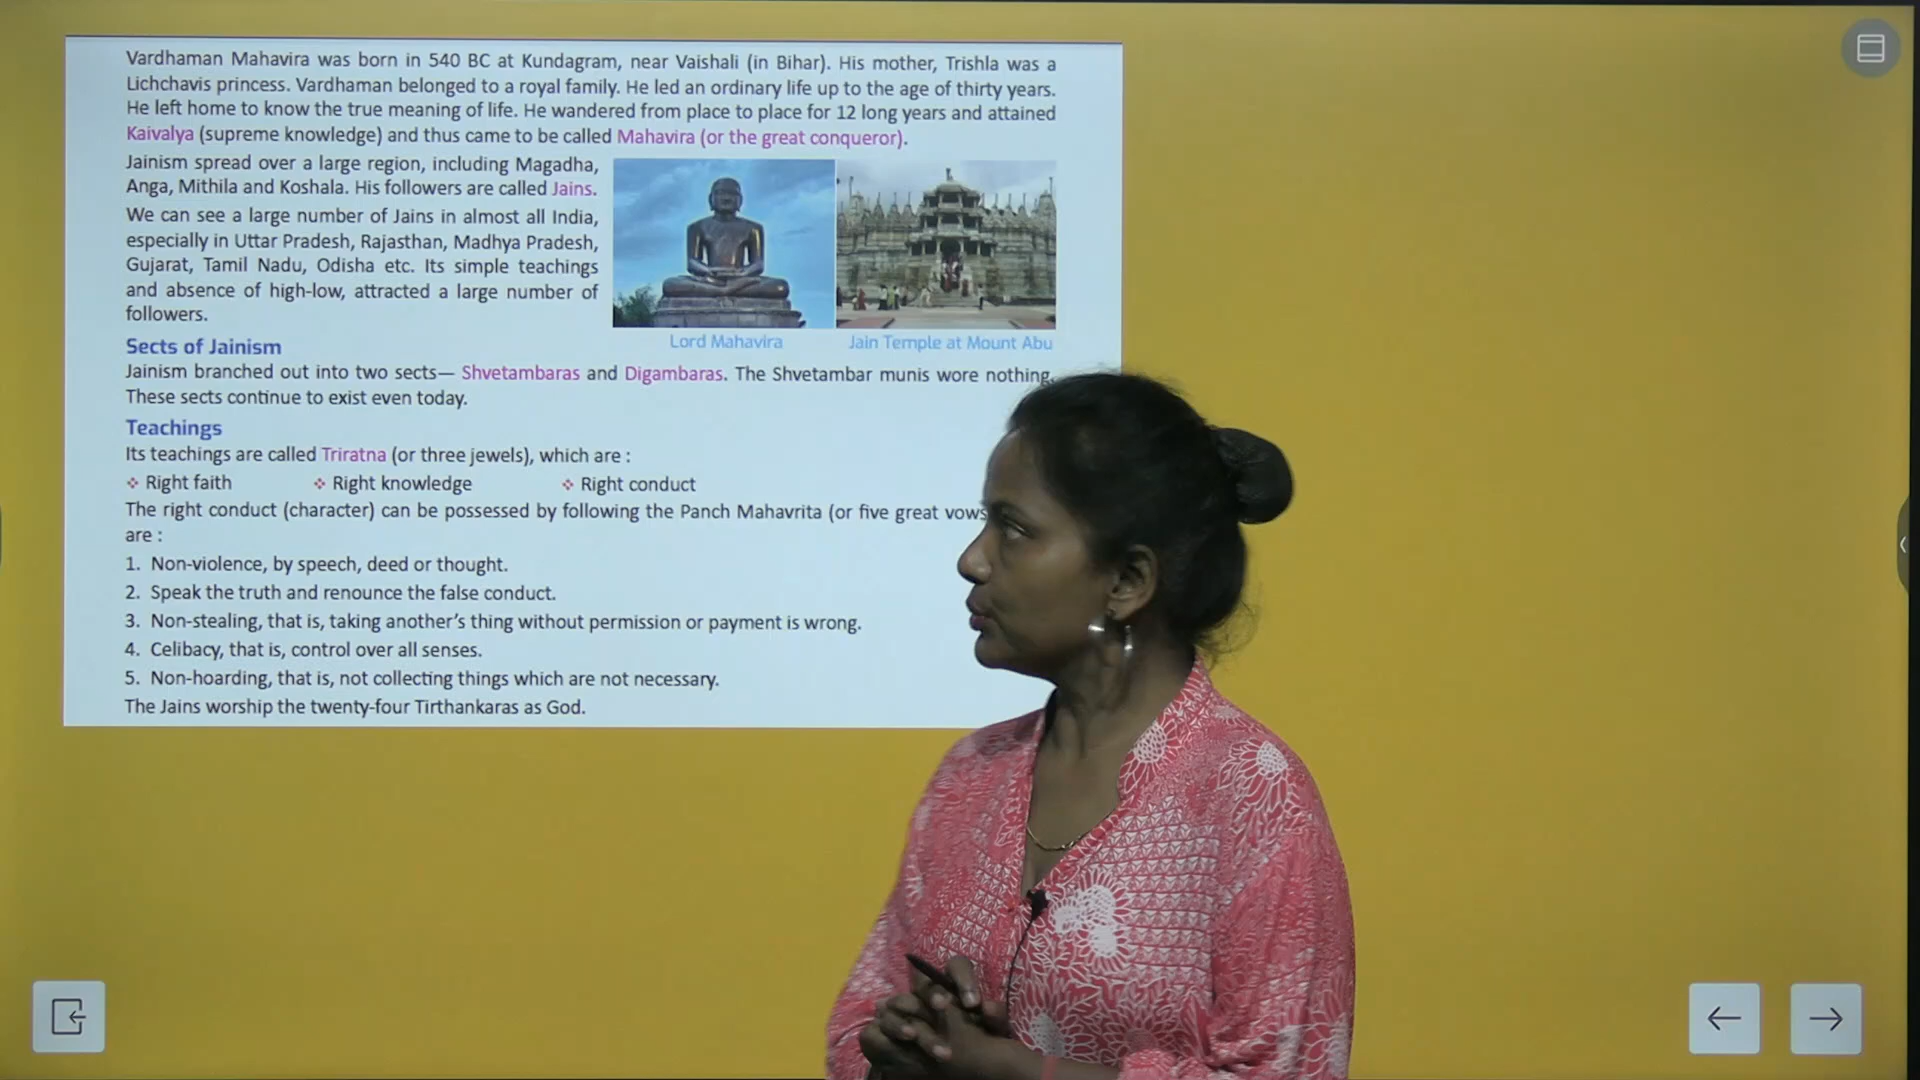 Vardhaman Mahavira was born in 540 BC at Kundagram, near Vaishali (in Bihar). His mother, Trishla was a
Lichchavis princess. Vardhaman belonged to a royal family. He led an ordinary life up to the age of thirty years.
He left home to know the true meaning of life. He wandered from place to place for 12 long years and attained
Kaivalya (supreme knowledge) and thus came to be called Mahavira (or the great conqueror).
Jainism spread over a large region, including Magadha,
Anga, Mithila and Koshala. His followers are called Jains.
We can see a large number of Jains in almost all India,
especially in Uttar Pradesh, Rajasthan, Madhya Pradesh,
Gujarat, Tamil Nadu, Odisha etc. Its simple teachings
and absence of high-low, attracted a large number of
followers.
Lord Mahavira
Jain Temple at Mount Abu
Sects of Jainism
Jainism branched out into two sects— Shvetambaras and Digambaras. The Shvetambar munis wore nothing.
These sects continue to exist even today.
Teachings
Its teachings are called Triratna (or three jewels), which are :
❖ Right faith ❖ Right knowledge ❖ Right conduct
The right conduct (character) can be possessed by following the Panch Mahavrita (or five great vows
are :
1. Non-violence, by speech, deed or thought.
2. Speak the truth and renounce the false conduct.
3. Non-stealing, that is, taking another's thing without permission or payment is wrong.
4. Celibacy, that is, control over all senses.
5. Non-hoarding, that is, not collecting things which are not necessary.
The Jains worship the twenty-four Tirthankaras as God.